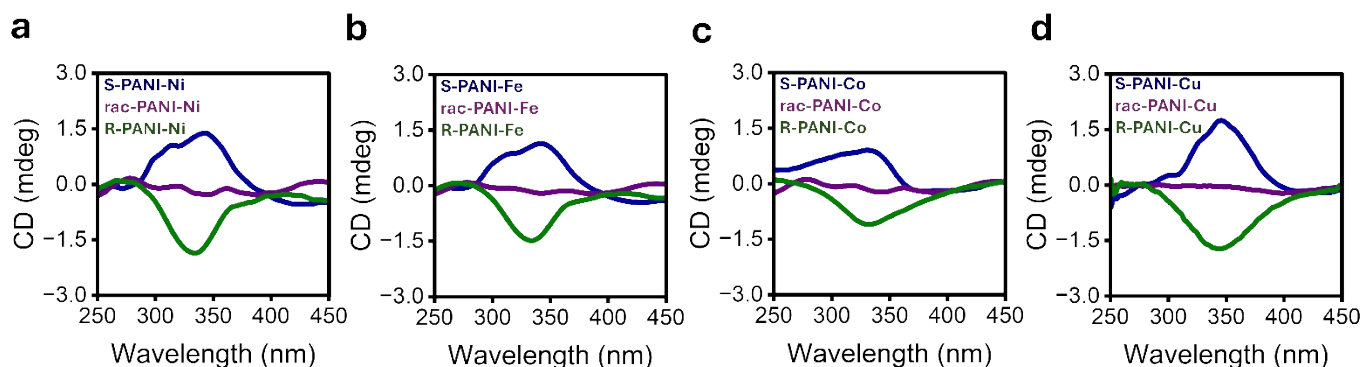 a
3.0
1.5
0.0
−1.5
−3.0
CD (mdeg)
S-PANI-Ni
rac-PANI-Ni
R-PANI-Ni
250 300 350 400 450
Wavelength (nm)
b
3.0
1.5
0.0
−1.5
−3.0
CD (mdeg)
S-PANI-Fe
rac-PANI-Fe
R-PANI-Fe
250 300 350 400 450
Wavelength (nm)
c
3.0
1.5
0.0
−1.5
−3.0
CD (mdeg)
S-PANI-Co
rac-PANI-Co
R-PANI-Co
250 300 350 400 450
Wavelength (nm)
d
3.0
1.5
0.0
−1.5
−3.0
CD (mdeg)
S-PANI-Cu
rac-PANI-Cu
R-PANI-Cu
250 300 350 400 450
Wavelength (nm)